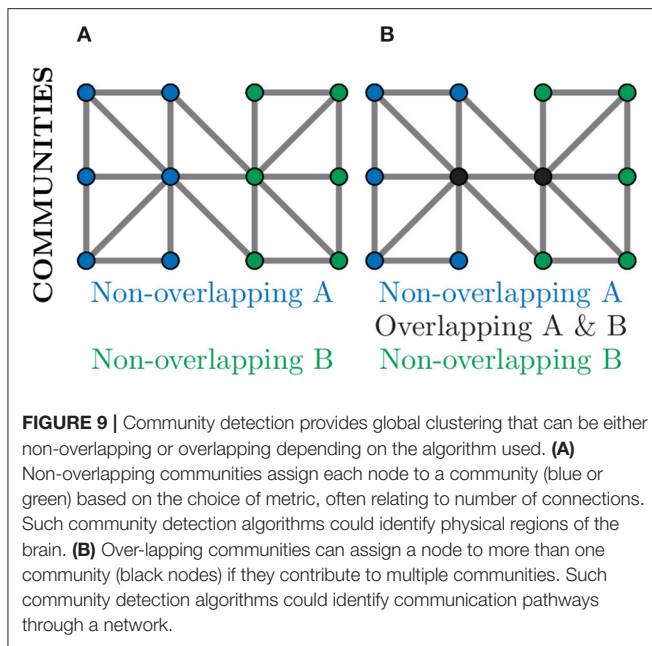 A
B
COMMUNITIES
Non-overlapping A
Non-overlapping B
Non-overlapping A
Overlapping A & B
Non-overlapping B
FIGURE 9 | Community detection provides global clustering that can be either
non-overlapping or overlapping depending on the algorithm used. (A)
Non-overlapping communities assign each node to a community (blue or
green) based on the choice of metric, often relating to number of connections.
Such community detection algorithms could identify physical regions of the
brain. (B) Over-lapping communities can assign a node to more than one
community (black nodes) if they contribute to multiple communities. Such
community detection algorithms could identify communication pathways
through a network.